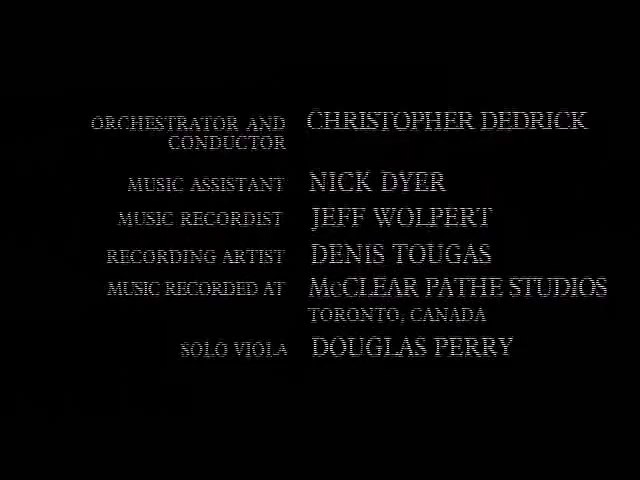 ORCHESTRATOR AND CHRISTOPHER DEDRICK
CONDUCTOR
MUSIC ASSISTANT NICK DYER
MUSIC RECORDIST JEFF WOLPERT
RECORDING ARTIST DENIS TOUGAS
MUSIC RECORDED AT McCLEAR PATHE STUDIOS
TORONTO, CANADA
SOLO VIOLA DOUGLAS PERRY